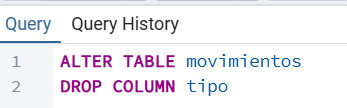 Query Query History
1 ALTER TABLE movimientos
2 DROP COLUMN tipo